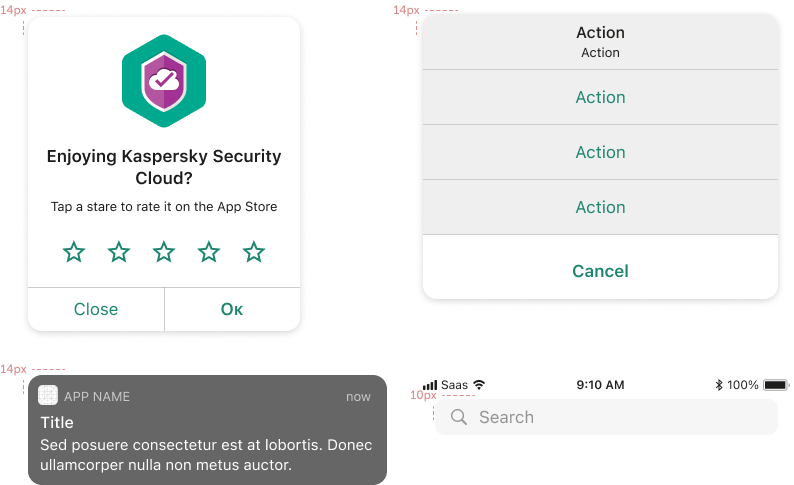 14px
Enjoying Kaspersky Security
Cloud?
Tap a stare to rate it on the App Store
Close
Ок
14px
Action
Action
Action
Action
Action
Cancel
14px
APP NAME
now
Title
Sed posuere consectetur est at lobortis. Donec
ullamcorper nulla non metus auctor.
Saas
9:10 AM
100%
10px
Search